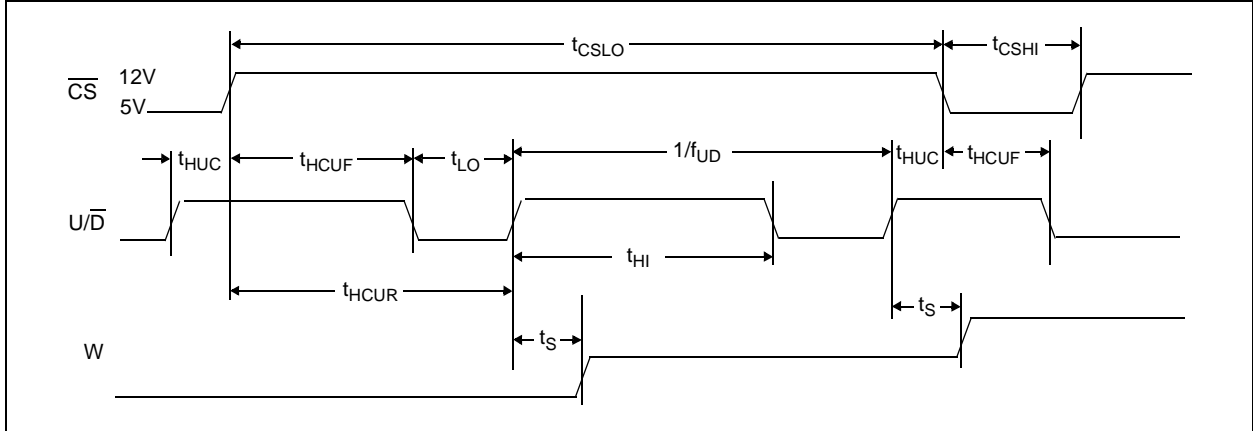 tCSLO
tCSHI
CS
12V
5V
tHUC
tHCUF
tLO
1/fUD
tHUC
tHCUF
U/D
tHI
tHCUR
tS
tS
W